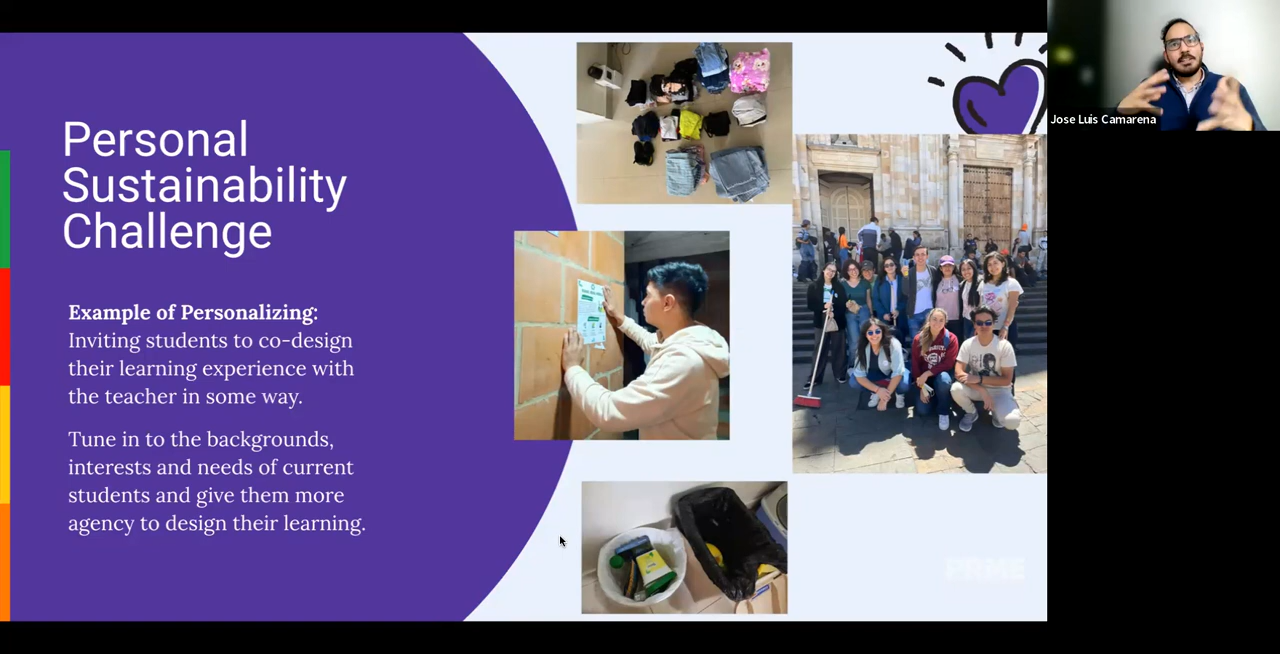 Personal
Sustainability
Challenge
Example of Personalizing:
Inviting students to co-design
their learning experience with
the teacher in some way.
Tune in to the backgrounds,
interests and needs of current
students and give them more
agency to design their learning.
PRME
Jose Luis Camarena